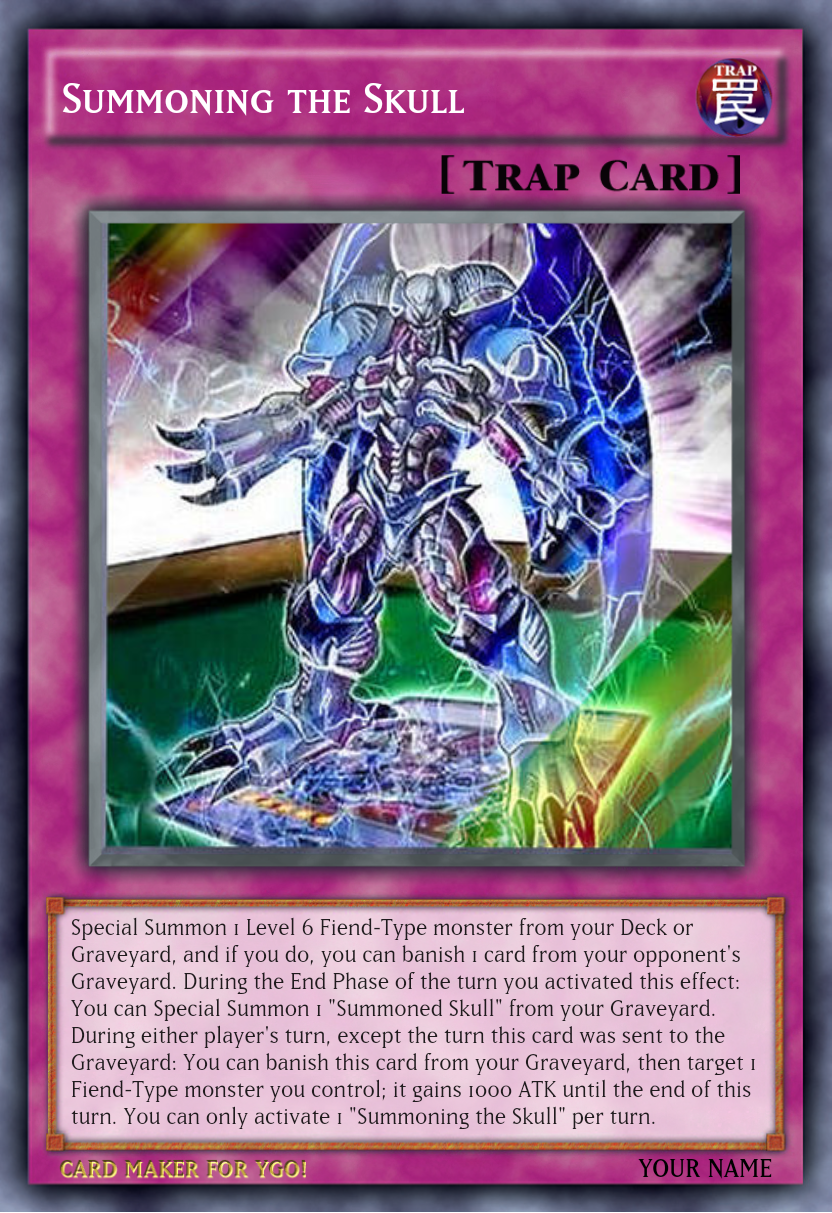 Summoning the Skull
TRAP
罠
[TRAP CARD]
Special Summon 1 Level 6 Fiend-Type monster from your Deck or
Graveyard, and if you do, you can banish 1 card from your opponent's
Graveyard. During the End Phase of the turn you activated this effect:
You can Special Summon 1 "Summoned Skull" from your Graveyard.
During either player's turn, except the turn this card was sent to the
Graveyard: You can banish this card from your Graveyard, then target 1
Fiend-Type monster you control; it gains 1000 ATK until the end of this
turn. You can only activate 1 "Summoning the Skull" per turn.
CARD MAKER FOR YGO!
YOUR NAME